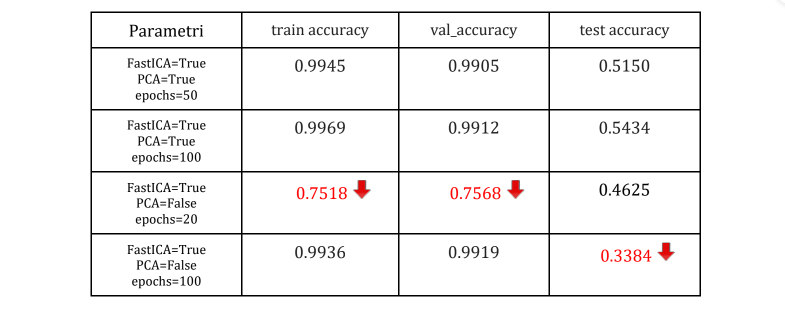 Parametri train accuracy val_accuracy test accuracy
FastICA=True
PCA=True
epochs=50
0.9945 0.9905 0.5150
FastICA=True
PCA=True
epochs=100
0.9969 0.9912 0.5434
FastICA=True
PCA=False
epochs=20
0.7518 0.7568 0.4625
FastICA=True
PCA=False
epochs=100
0.9936 0.9919 0.3384